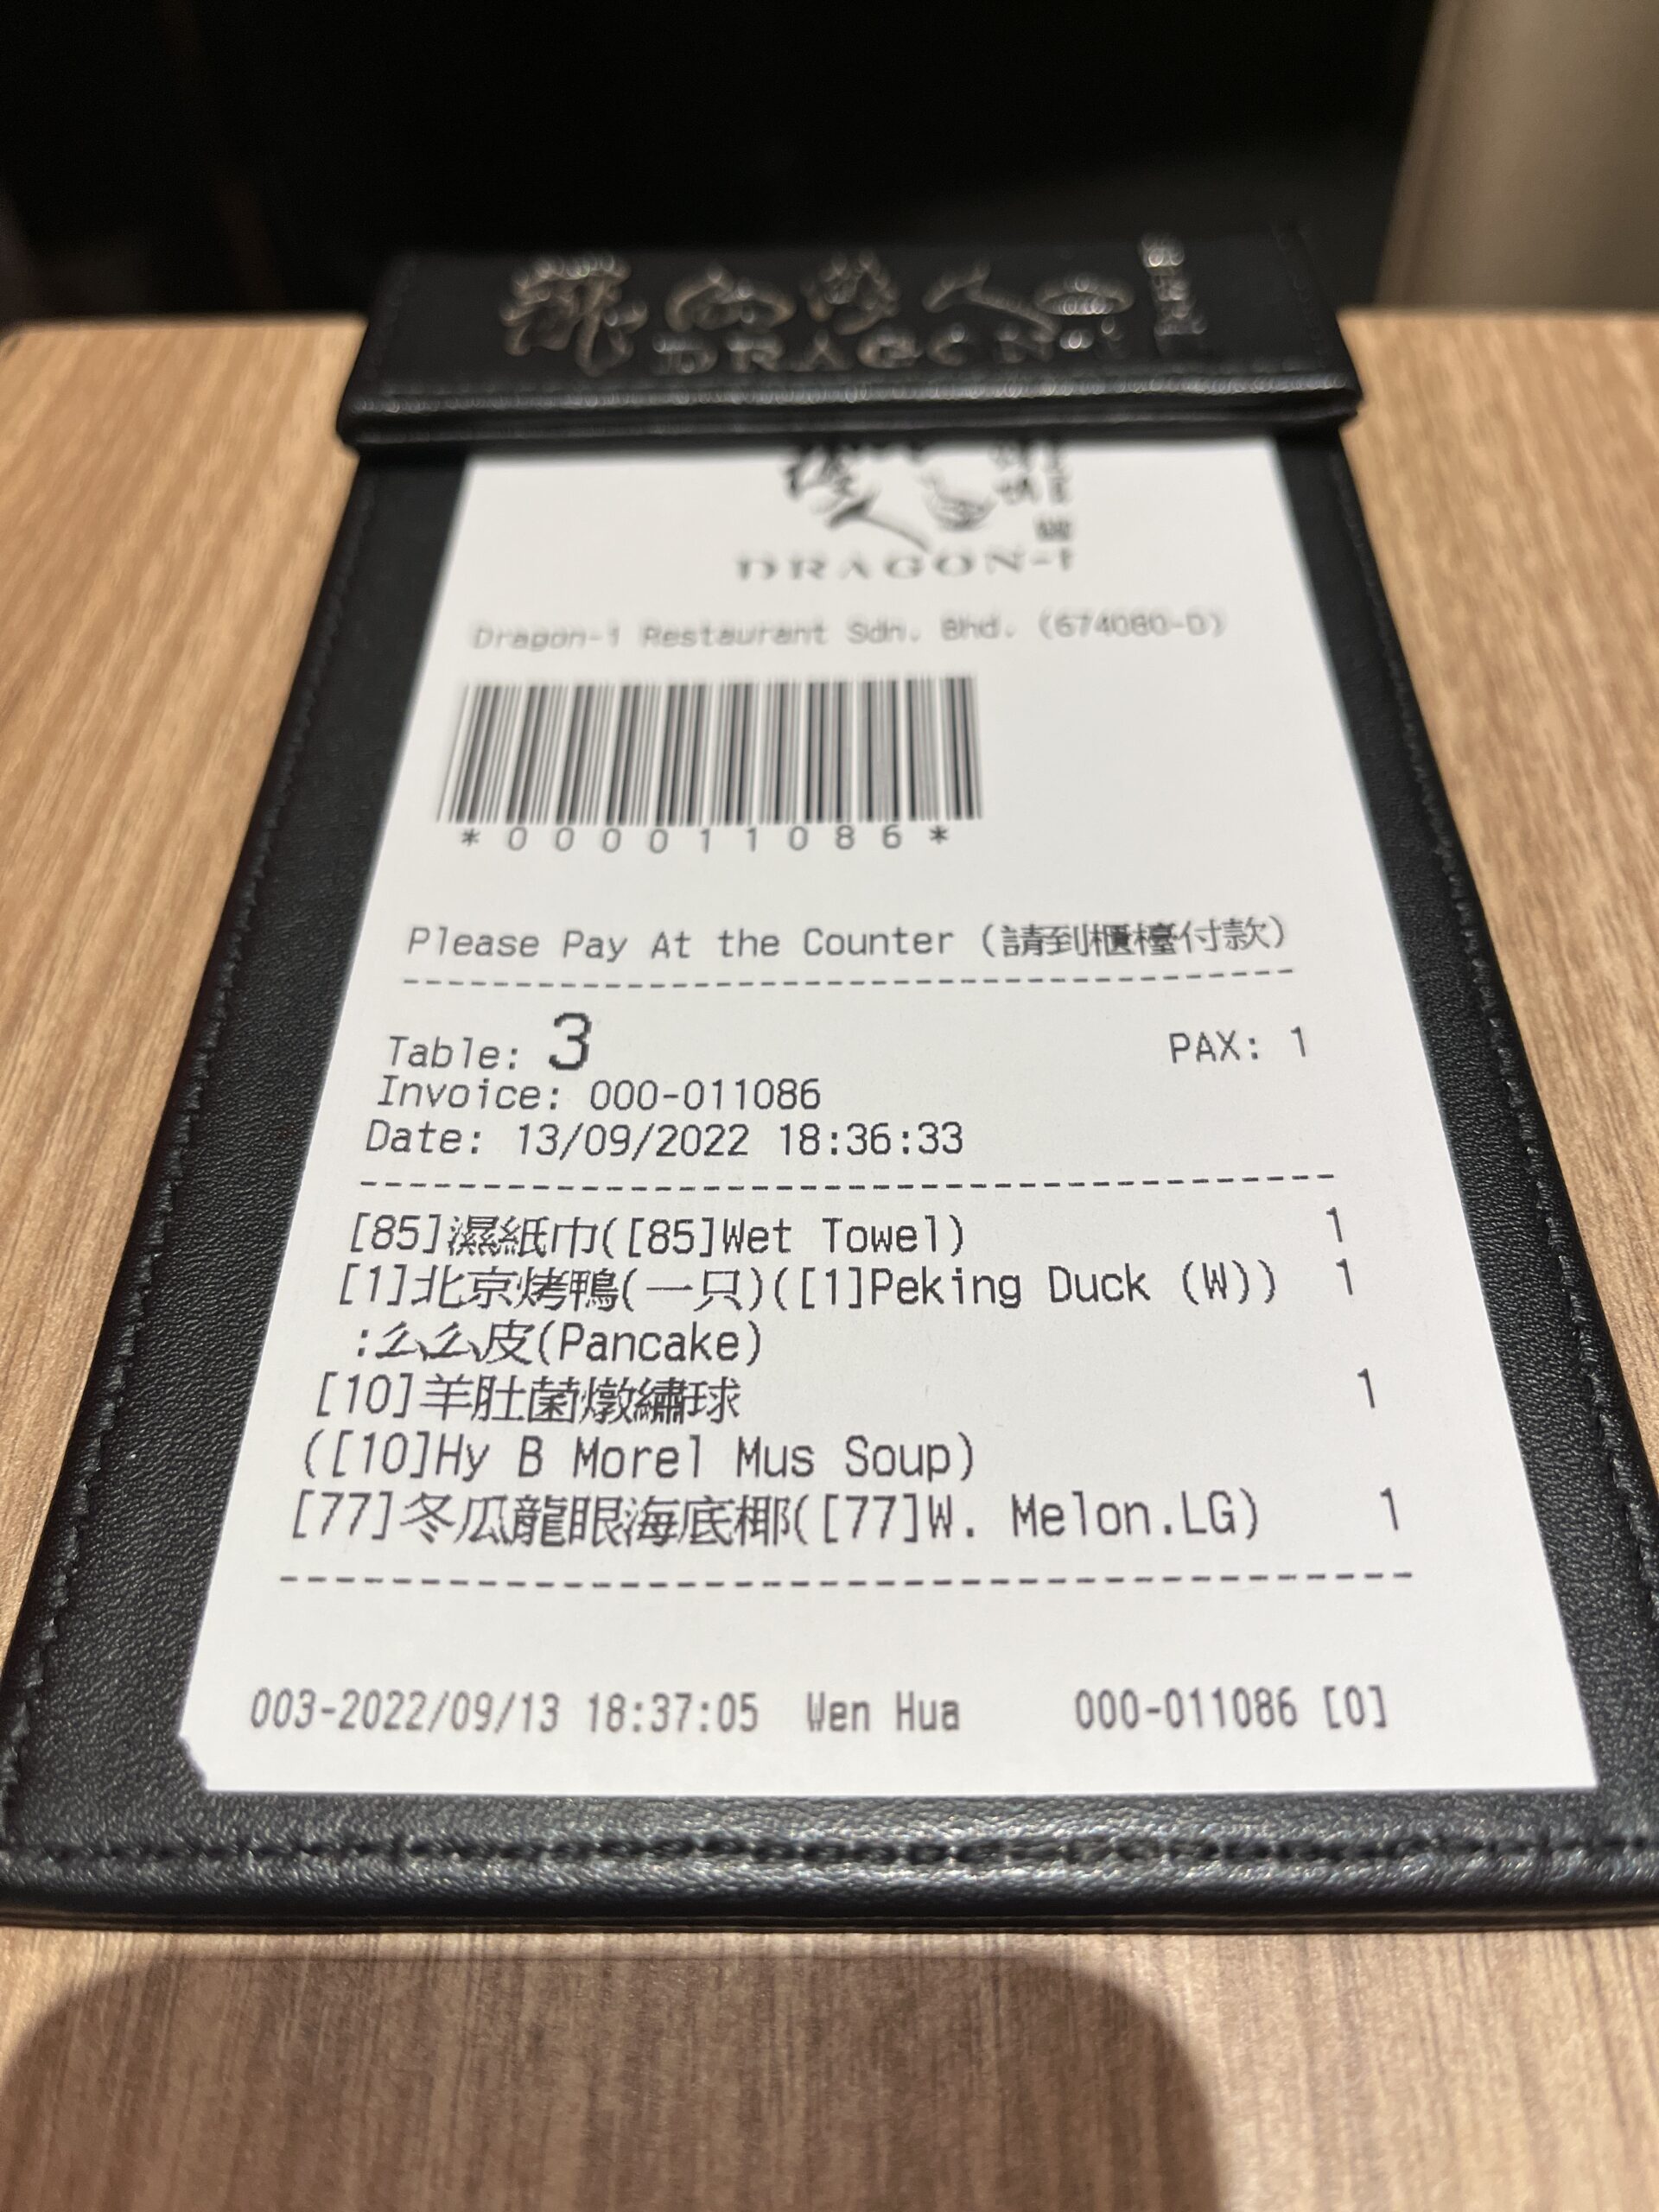 DRAGON-i
DRAGON-i
Dragon-i Restaurant Sdn. Bhd. (674080-D)
*000011086*
Please Pay At the Counter (請到櫃檯付款)
Table: 3 PAX: 1
Invoice: 000-011086
Date: 13/09/2022 18:36:33
[85]濕紙巾([85]Wet Towel) 1
[1]北京烤鴨(一只)([1]Peking Duck (W)) 1
:么么皮(Pancake)
[10]羊肚菌燉繡球 1
([10]Hy B Morel Mus Soup)
[77]冬瓜龍眼海底椰([77]W. Melon.LG) 1
003-2022/09/13 18:37:05 Wen Hua 000-011086 [0]